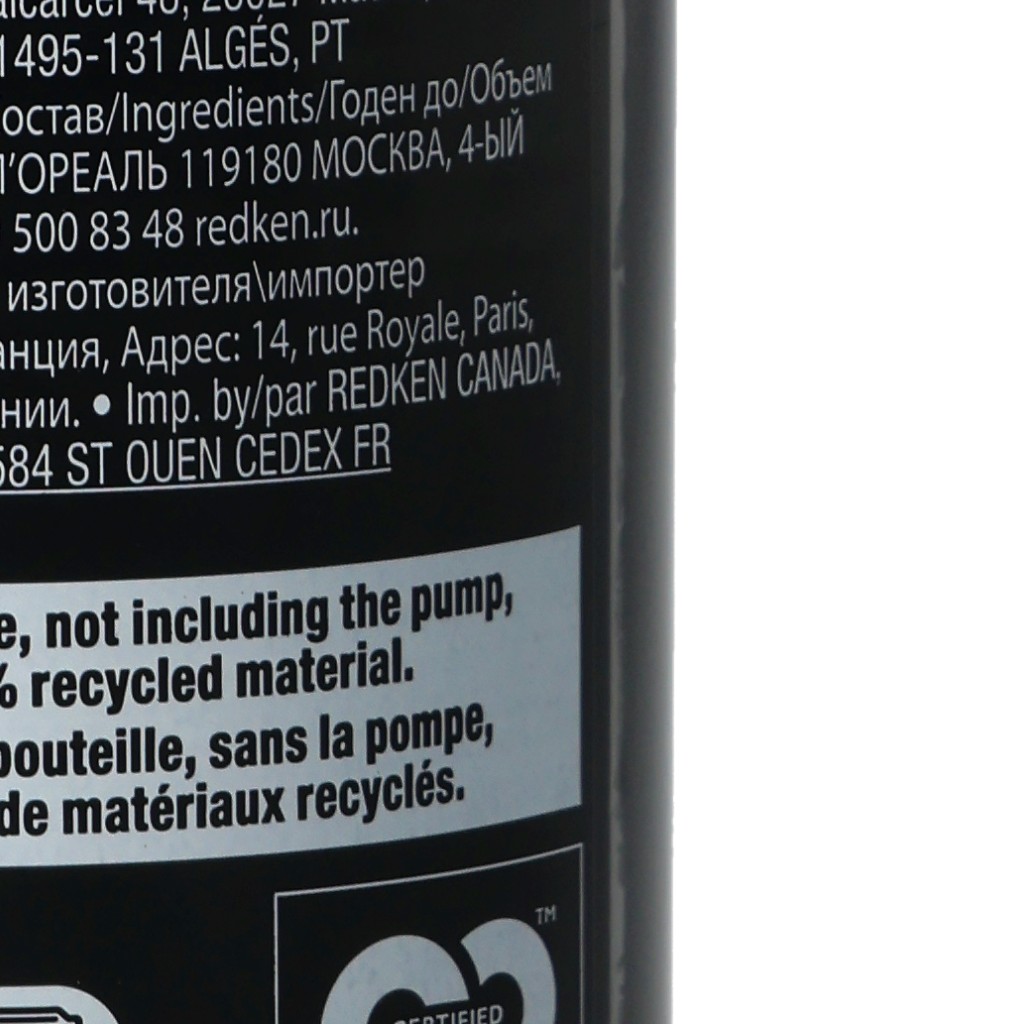 1495-131 ALGÉS, PT
остав/Ingredients/Годен до/Объем
Л'ОРЕАЛЬ 119180 МОСКВА, 4-ЫЙ
500 83 48 redken.ru.
изготовителя\импортер
анция, Адрес: 14, rue Royale, Paris,
нии. • Imp. by/par REDKEN CANADA,
584 ST OUEN CEDEX FR
e, not including the pump,
% recycled material.
bouteille, sans la pompe,
de matériaux recyclés.
TM
CERTIFIED